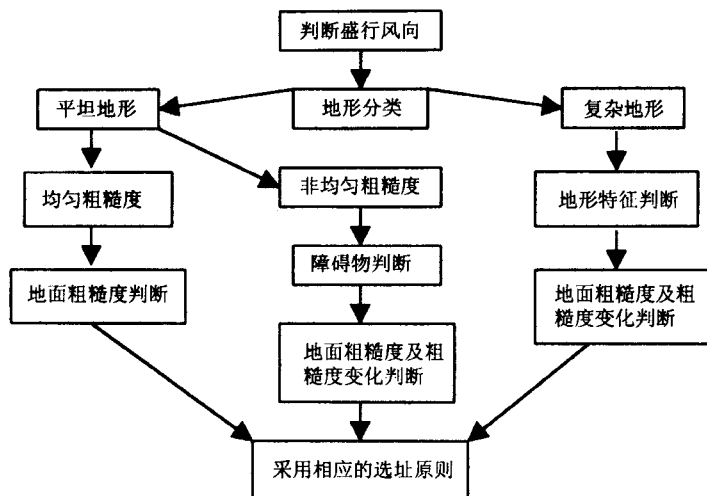 判断盛行风向
平坦地形
地形分类
复杂地形
均匀粗糙度
非均匀粗糙度
地形特征判断
障碍物判断
地面粗糙度判断
地面粗糙度及粗
糙度变化判断
地面粗糙度及粗
糙度变化判断
采用相应的选址原则